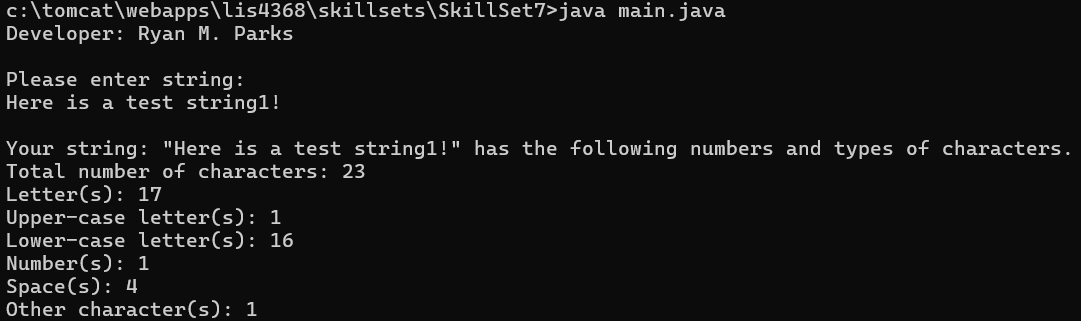 c:\tomcat\webapps\lis4368\skillsets\SkillSet7>java main.java
Developer: Ryan M. Parks
Please enter string:
Here is a test string1!
Your string: "Here is a test string1!" has the following numbers and types of characters.
Total number of characters: 23
Letter(s): 17
Upper-case letter(s): 1
Lower-case letter(s): 16
Number(s): 1
Space(s): 4
Other character(s): 1